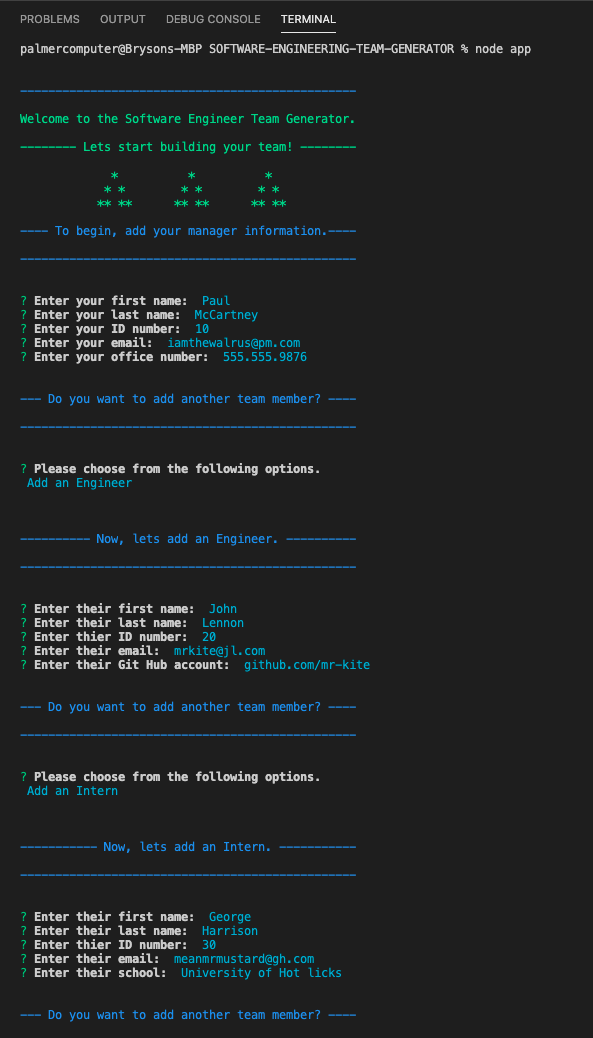 PROBLEMS OUTPUT DEBUG CONSOLE TERMINAL
palmercomputer@Brysons-MBP SOFTWARE-ENGINEERING-TEAM-GENERATOR % node app
------------------------------------------------
Welcome to the Software Engineer Team Generator.
-------- Lets start building your team! --------
* * *
* * * * * *
** ** ** ** ** **
---- To begin, add your manager information.----
------------------------------------------------
? Enter your first name: Paul
? Enter your last name: McCartney
? Enter your ID number: 10
? Enter your email: iamthewalrus@pm.com
? Enter your office number: 555.555.9876
--- Do you want to add another team member? ----
------------------------------------------------
? Please choose from the following options.
Add an Engineer
---------- Now, lets add an Engineer. ----------
------------------------------------------------
? Enter their first name: John
? Enter their last name: Lennon
? Enter thier ID number: 20
? Enter their email: mrkite@jl.com
? Enter their Git Hub account: github.com/mr-kite
--- Do you want to add another team member? ----
------------------------------------------------
? Please choose from the following options.
Add an Intern
----------- Now, lets add an Intern. -----------
------------------------------------------------
? Enter their first name: George
? Enter their last name: Harrison
? Enter thier ID number: 30
? Enter their email: meanmrmustard@gh.com
? Enter their school: University of Hot licks
--- Do you want to add another team member? ----